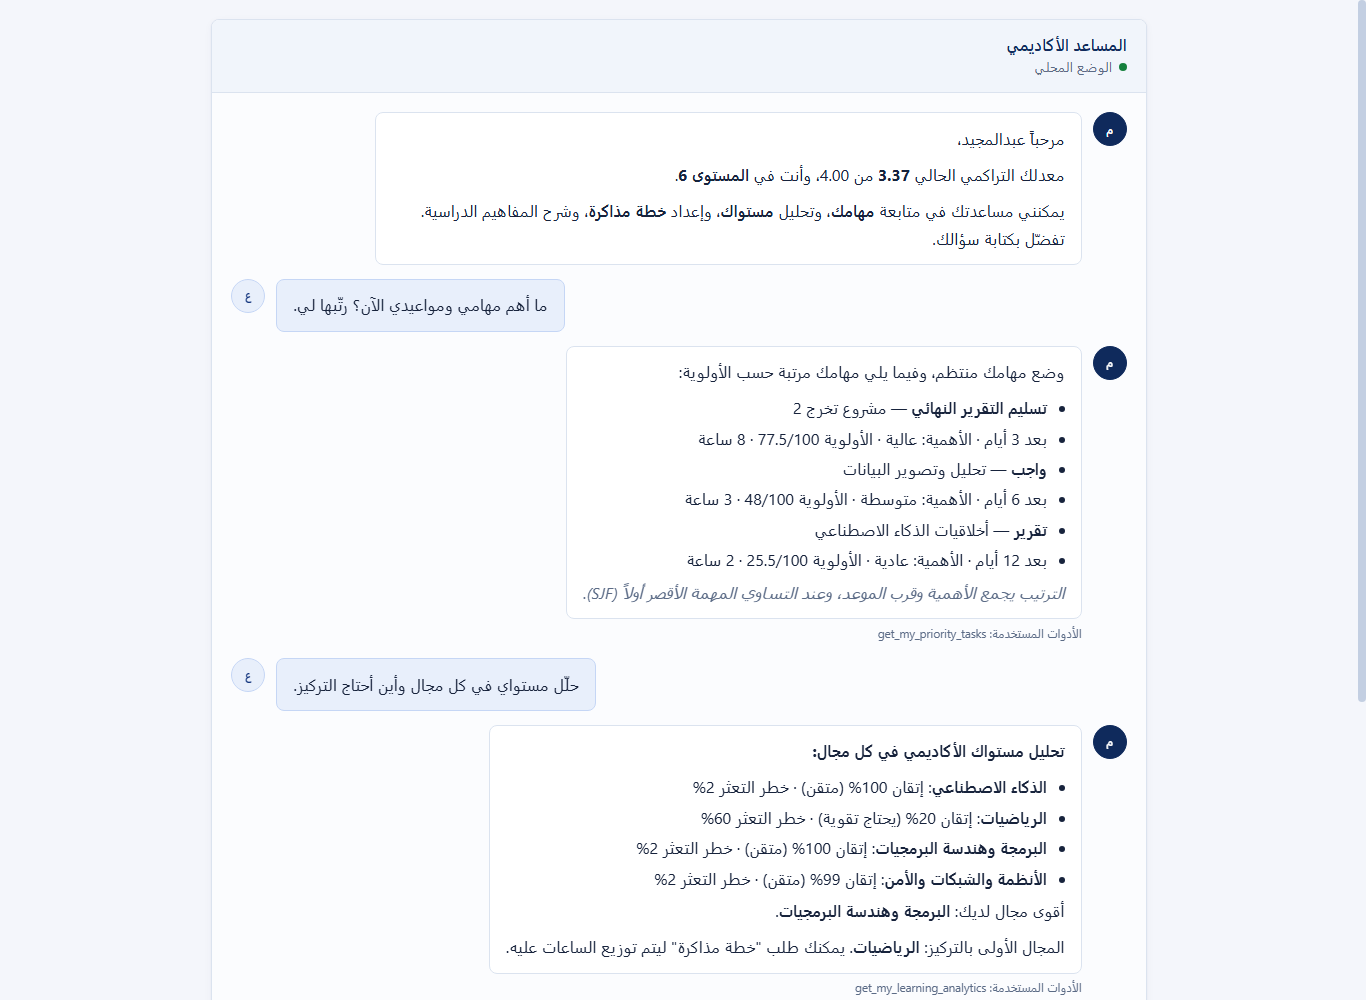 المساعد الأكاديمي
الوضع المحلي
م
مرحباً عبدالمجيد،
معدلك التراكمي الحالي 3.37 من 4.00، وأنت في المستوى 6.
يمكنني مساعدتك في متابعة مهامك، وتحليل مستواك، وإعداد خطة مذاكرة، وشرح المفاهيم الدراسية.
تفضّل بكتابة سؤالك.
ع
ما أهم مهامي ومواعيدي الآن؟ رتّبها لي.
م
وضع مهامك منتظم، وفيما يلي مهامك مرتبة حسب الأولوية:
• تسليم التقرير النهائي — مشروع تخرج 2
• بعد 3 أيام · الأهمية: عالية · الأولوية 77.5/100 · 8 ساعة
• واجب — تحليل وتصوير البيانات
• بعد 6 أيام · الأهمية: متوسطة · الأولوية 48/100 · 3 ساعة
• تقرير — أخلاقيات الذكاء الاصطناعي
• بعد 12 أيام · الأهمية: عادية · الأولوية 25.5/100 · 2 ساعة
الترتيب يجمع الأهمية وقرب الموعد، وعند التساوي المهمة الأقصر أولاً (SJF).
الأدوات المستخدمة: get_my_priority_tasks
ع
حلّل مستواي في كل مجال وأين أحتاج التركيز.
م
تحليل مستواك الأكاديمي في كل مجال:
• الذكاء الاصطناعي: إتقان 100% (متقن) · خطر التعثر 2%
• الرياضيات: إتقان 20% (يحتاج تقوية) · خطر التعثر 60%
• البرمجة وهندسة البرمجيات: إتقان 100% (متقن) · خطر التعثر 2%
• الأنظمة والشبكات والأمن: إتقان 99% (متقن) · خطر التعثر 2%
أقوى مجال لديك: البرمجة وهندسة البرمجيات.
المجال الأولى بالتركيز: الرياضيات. يمكنك طلب "خطة مذاكرة" ليتم توزيع الساعات عليه.
الأدوات المستخدمة: get_my_learning_analytics